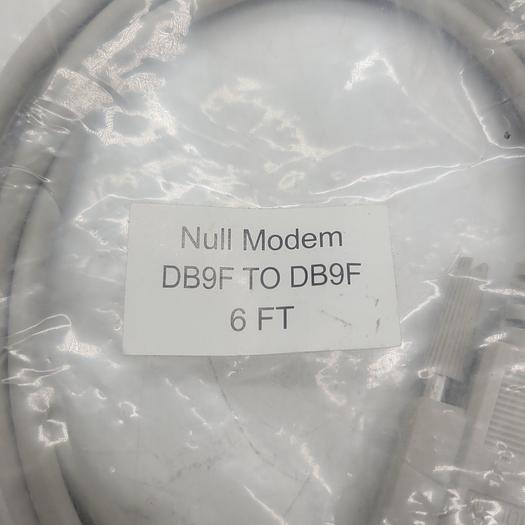 Null Modem
DB9F TO DB9F
6 FT